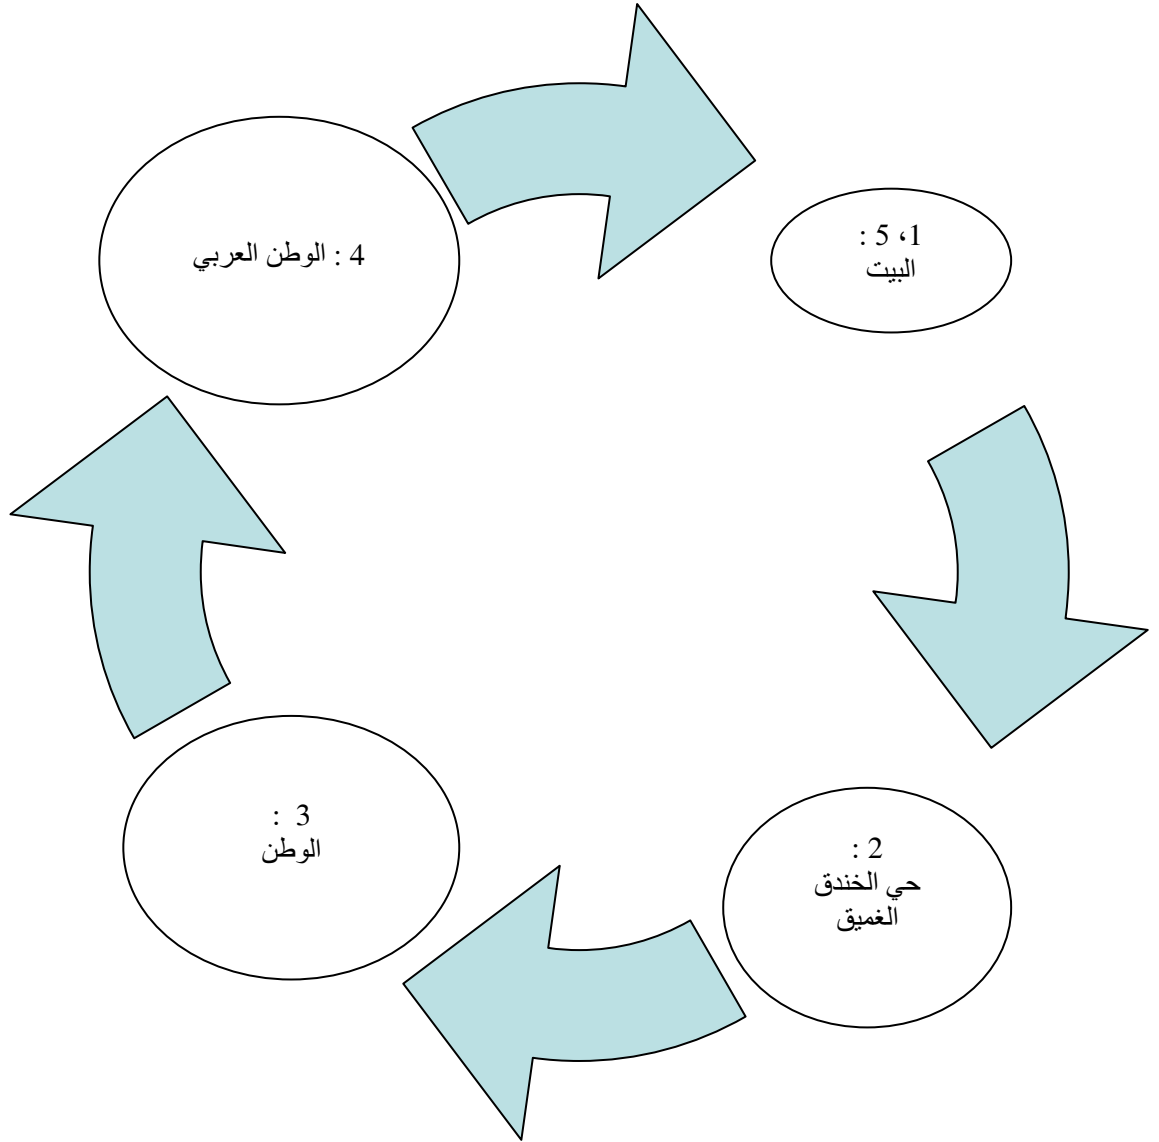 1، 5 :
البيت
2 :
حي الخندق
الغميق
3 :
الوطن
4 : الوطن العربي